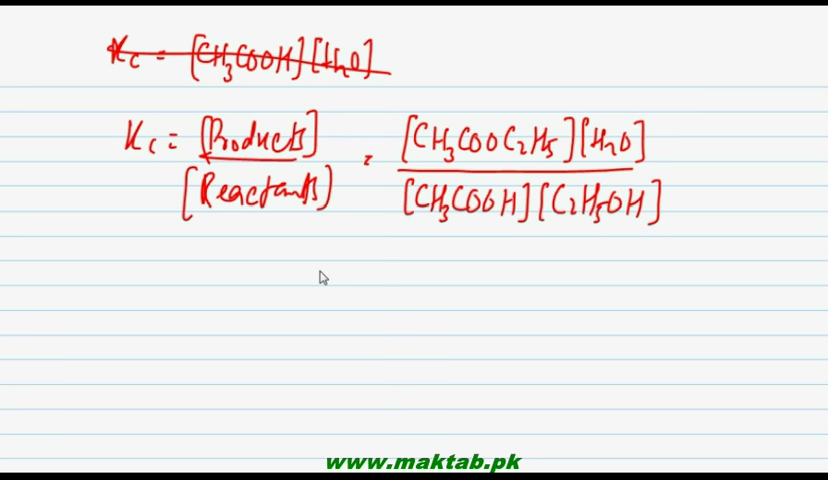 Kc = [CH3COOH][H2O]
Kc = [Products] / [Reactants] = [CH3COOC2H5][H2O] / [CH3COOH][C2H5OH]
www.maktab.pk